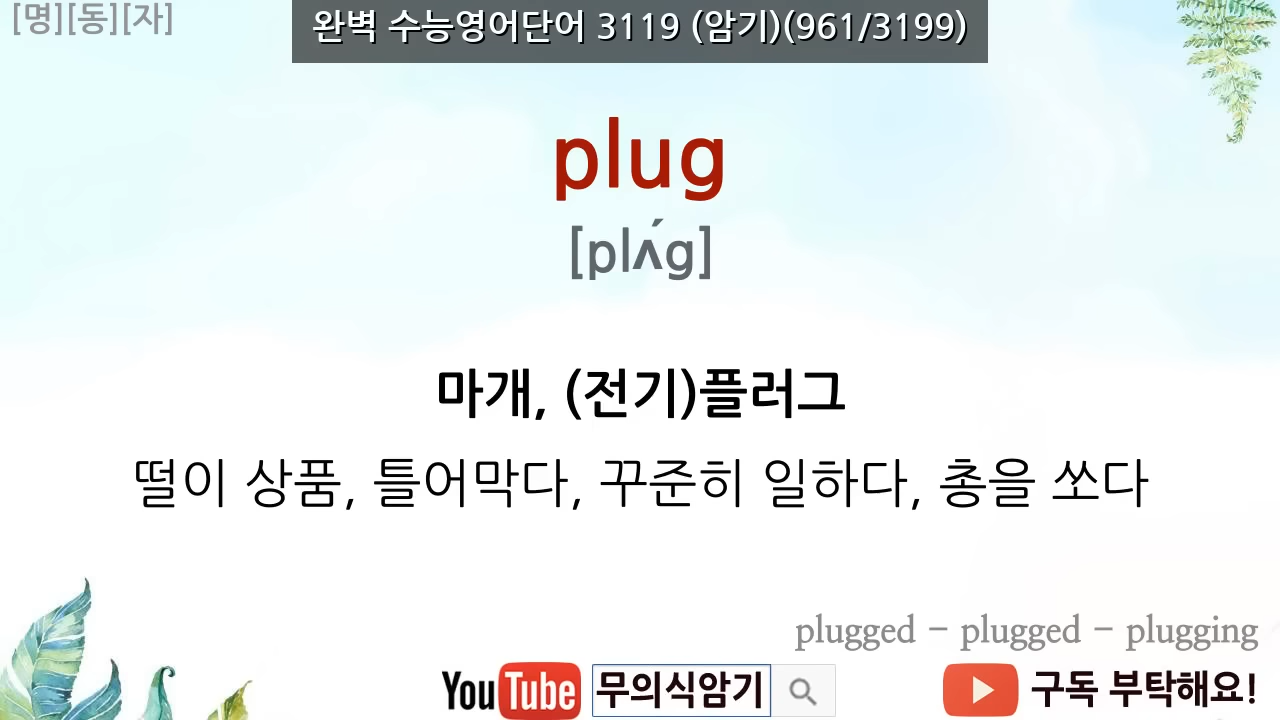 [명][동][자]
완벽 수능영어단어 3119 (암기)(961/3199)
plug
[plʌ́g]
마개, (전기)플러그
떨이 상품, 틀어막다, 꾸준히 일하다, 총을 쏘다
plugged - plugged - plugging
YouTube 무의식암기 구독 부탁해요!